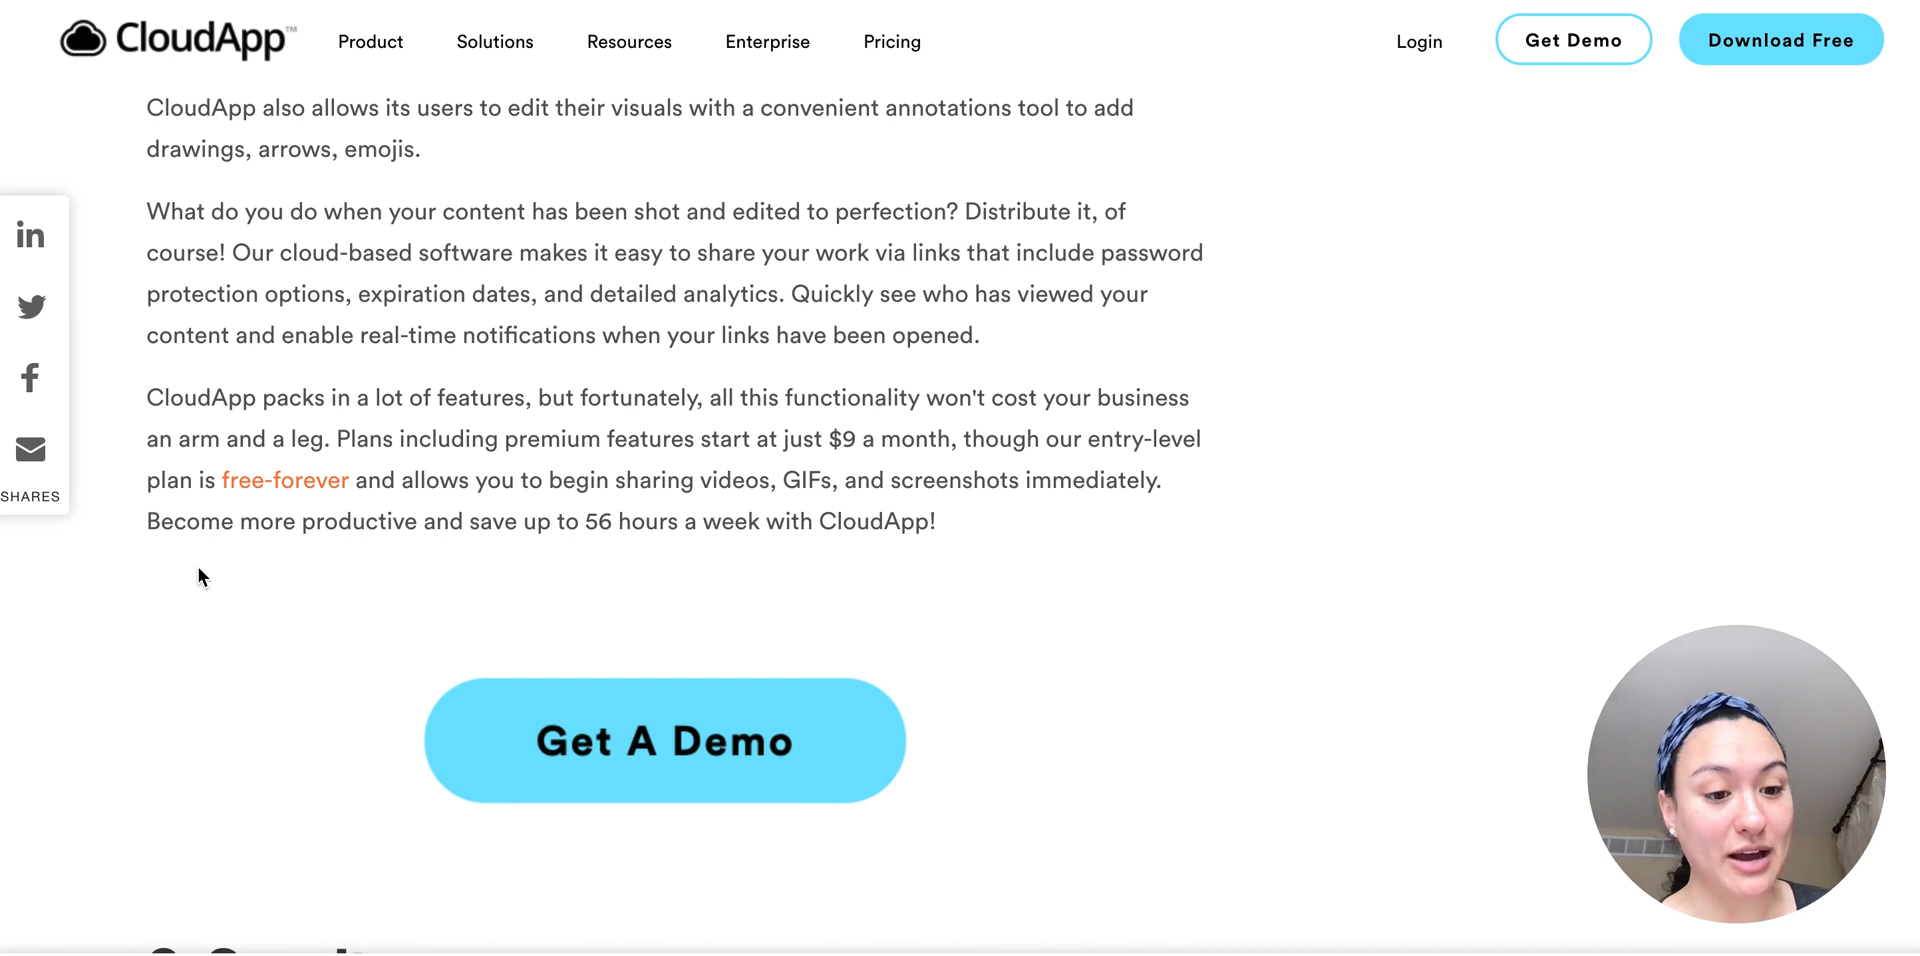 CloudApp™ Product Solutions Resources Enterprise Pricing Login Get Demo Download Free
CloudApp also allows its users to edit their visuals with a convenient annotations tool to add
drawings, arrows, emojis.
What do you do when your content has been shot and edited to perfection? Distribute it, of
course! Our cloud-based software makes it easy to share your work via links that include password
protection options, expiration dates, and detailed analytics. Quickly see who has viewed your
content and enable real-time notifications when your links have been opened.
CloudApp packs in a lot of features, but fortunately, all this functionality won't cost your business
an arm and a leg. Plans including premium features start at just $9 a month, though our entry-level
plan is free-forever and allows you to begin sharing videos, GIFs, and screenshots immediately.
Become more productive and save up to 56 hours a week with CloudApp!
SHARES
Get A Demo